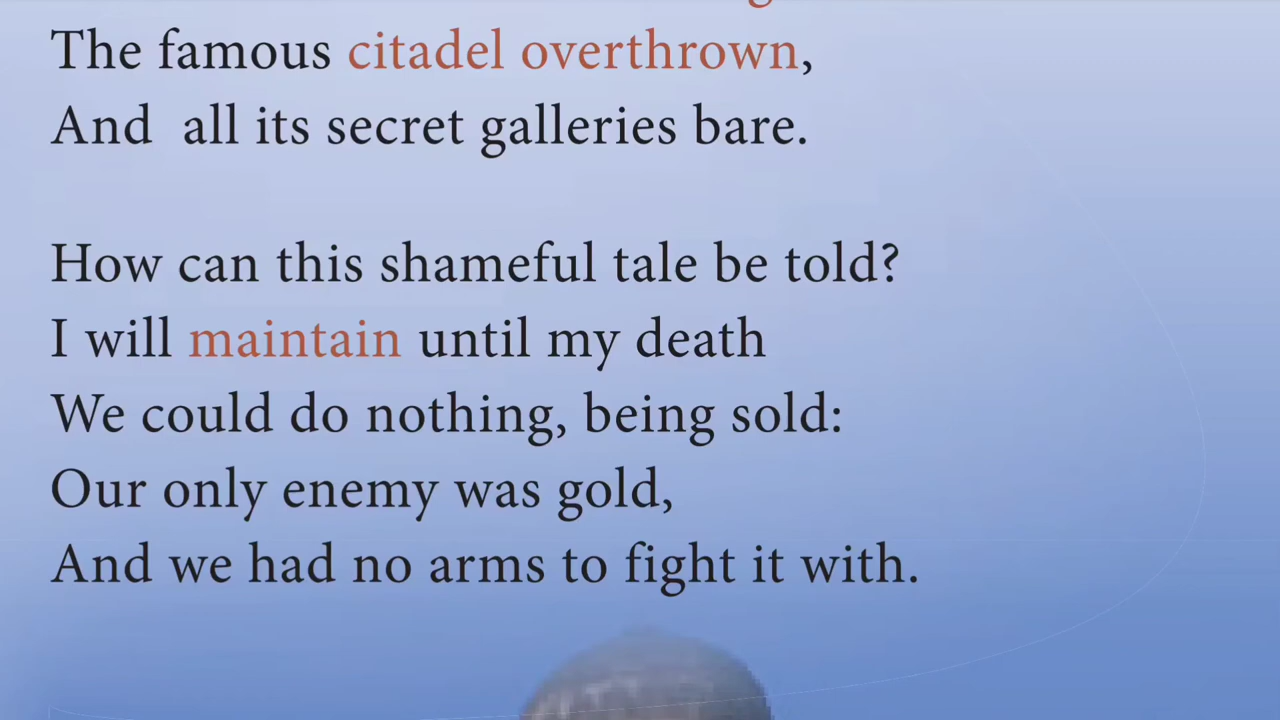 The famous citadel overthrown,
And all its secret galleries bare.
How can this shameful tale be told?
I will maintain until my death
We could do nothing, being sold:
Our only enemy was gold,
And we had no arms to fight it with.